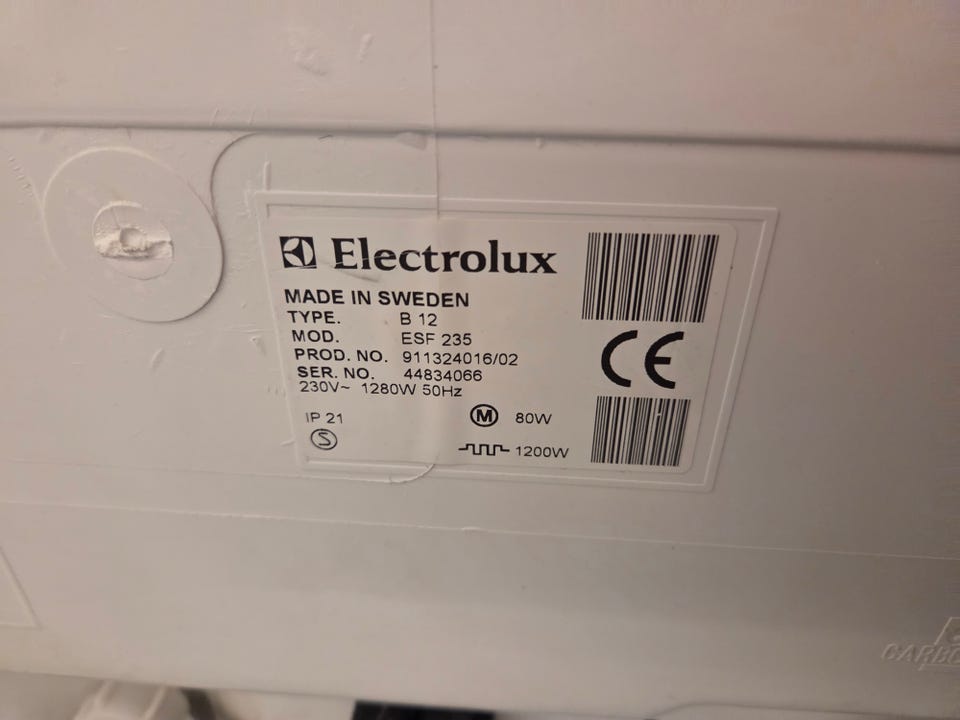 Electrolux
MADE IN SWEDEN
TYPE. B 12
MOD. ESF 235
PROD. NO. 911324016/02
SER. NO. 44834066
230V~ 1280W 50Hz
IP 21
S
M 80W
1200W
CE